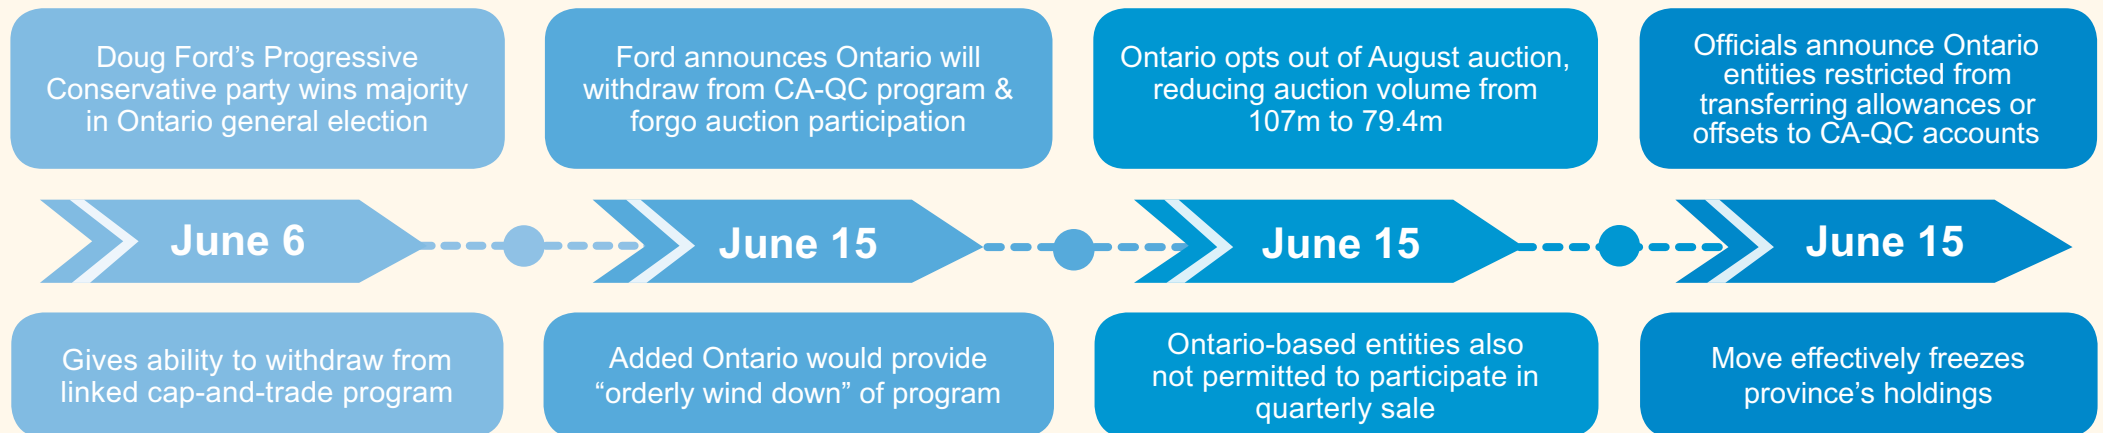 Doug Ford's Progressive
Conservative party wins majority
in Ontario general election
Ford announces Ontario will
withdraw from CA-QC program &
forgo auction participation
Ontario opts out of August auction,
reducing auction volume from
107m to 79.4m
Officials announce Ontario
entities restricted from
transferring allowances or
offsets to CA-QC accounts
June 6
June 15
June 15
June 15
Gives ability to withdraw from
linked cap-and-trade program
Added Ontario would provide
“orderly wind down” of program
Ontario-based entities also
not permitted to participate in
quarterly sale
Move effectively freezes
province's holdings